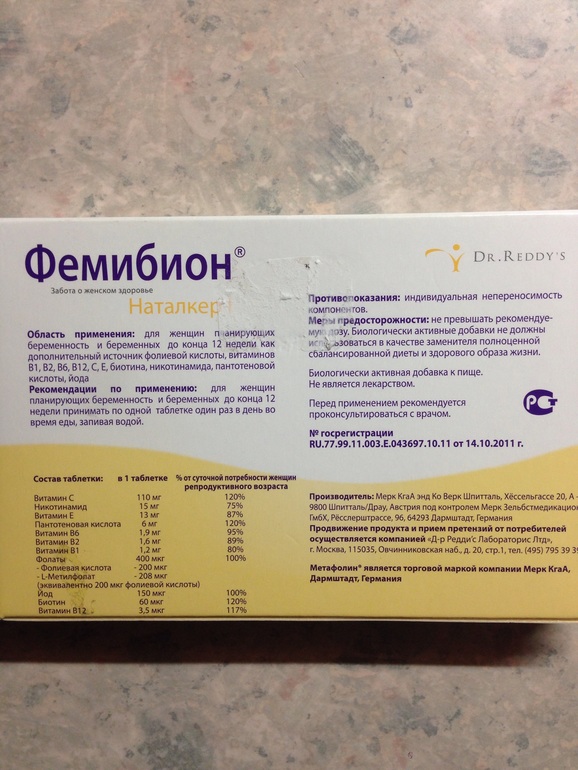 Фемибион®
Забота о женском здоровье
Наталкер I
DR.REDDY'S
Область применения: для женщин планирующих
беременность и беременных до конца 12 недели как
дополнительный источник фолиевой кислоты, витаминов
В1, В2, В6, В12, С, Е, биотина, никотинамида, пантотеновой
кислоты, йода
Рекомендации по применению: для женщин
планирующих беременность и беременных до конца 12
недели принимать по одной таблетке один раз в день во
время еды, запивая водой.
Противопоказания: индивидуальная непереносимость
компонентов.
Меры предосторожности: не превышать рекомендуе-
мую дозу. Биологически активные добавки не должны
использоваться в качестве заменителя полноценной
сбалансированной диеты и здорового образа жизни.
Биологически активная добавка к пище.
Не является лекарством.
Перед применением рекомендуется
проконсультироваться с врачом.
РСТ
№ госрегистрации
RU.77.99.11.003.Е.043697.10.11 от 14.10.2011 г.
Состав таблетки: в 1 таблетке % от суточной потребности женщин
репродуктивного возраста
Витамин С 110 мг 120%
Никотинамид 15 мг 75%
Витамин Е 13 мг 87%
Пантотеновая кислота 6 мг 120%
Витамин В6 1,9 мг 95%
Витамин В2 1,6 мг 89%
Витамин В1 1,2 мг 80%
Фолаты 400 мкг 100%
- Фолиевая кислота - 200 мкг
- L-Метилфолат - 208 мкг
(эквивалентно 200 мкг фолиевой кислоты)
Йод 150 мкг 100%
Биотин 60 мкг 120%
Витамин В12 3,5 мкг 117%
Производитель: Мерк КгаА энд Ко Верк Шпитталь, Хёссельгассе 20, А -
9800 Шпитталь/Драу, Австрия под контролем Мерк Зельбстмедикацион
ГмбХ, Рёсслерштрассе, 96, 64293 Дармштадт, Германия
Продвижение продукта и прием претензий от потребителей
осуществляется компанией «Д-р Редди'с Лабораторис Лтд»,
г. Москва, 115035, Овчинниковская наб., д. 20, стр.1, тел. (495) 795 39 39
Метафолин® является торговой маркой компании Мерк КгаА,
Дармштадт, Германия